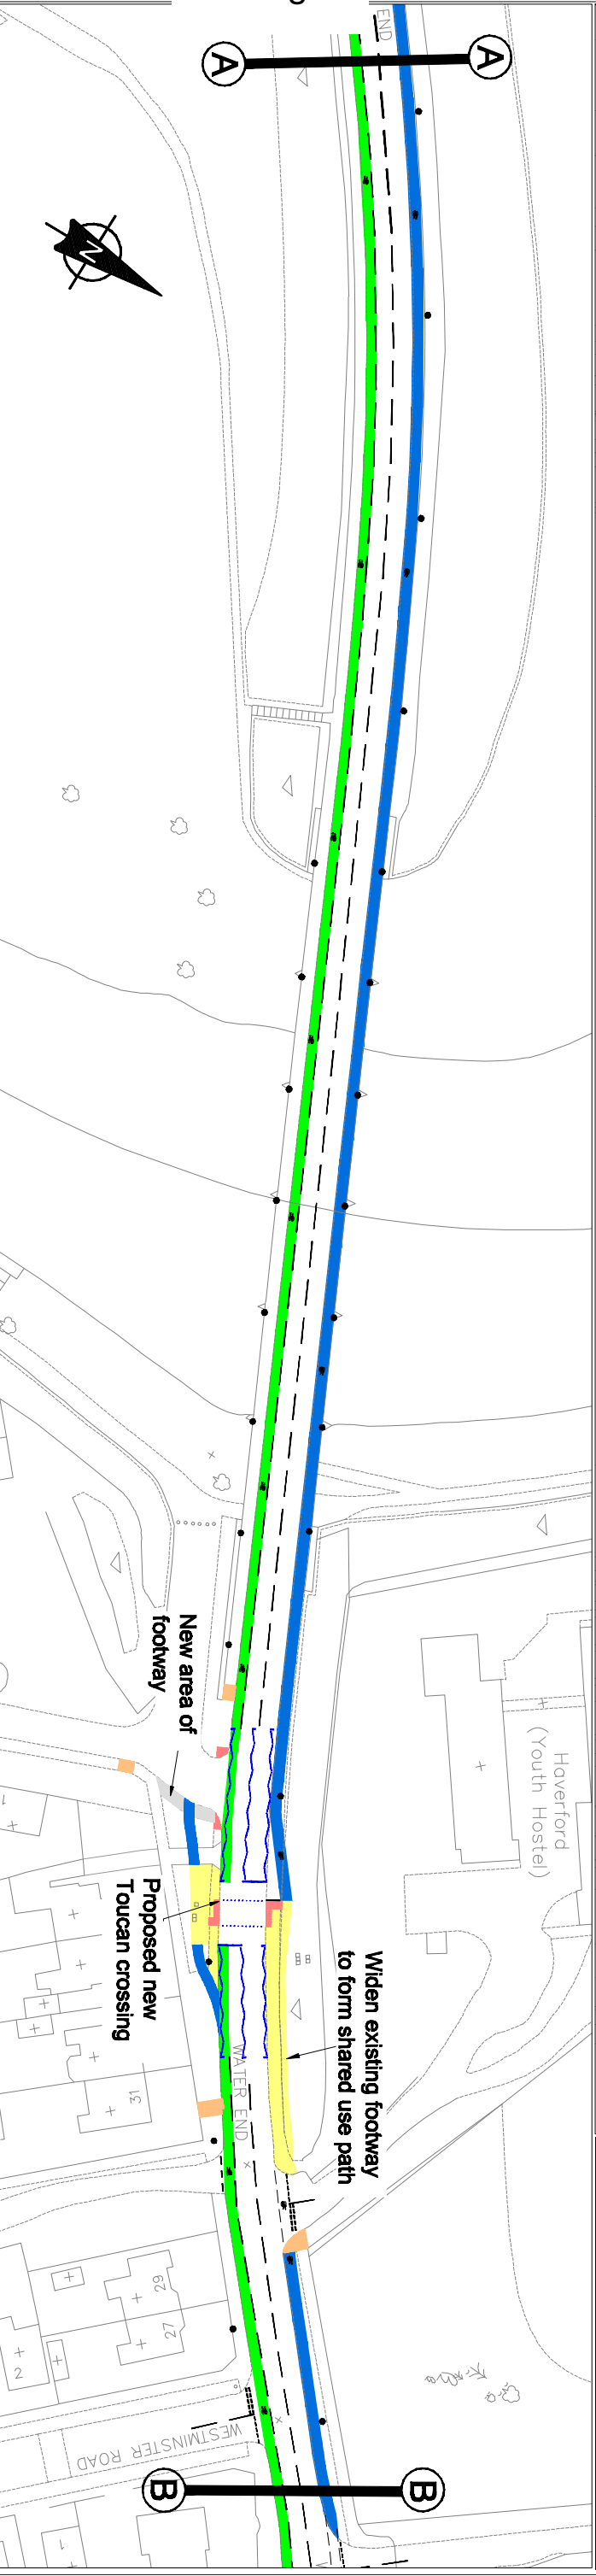 END
A
A
N
Haverford
(Youth Hostel)
New area of
footway
Proposed new
Toucan crossing
Widen existing footway
to form shared use path
WATER END
31
29
27
2
WESTMINSTER ROAD
B
B